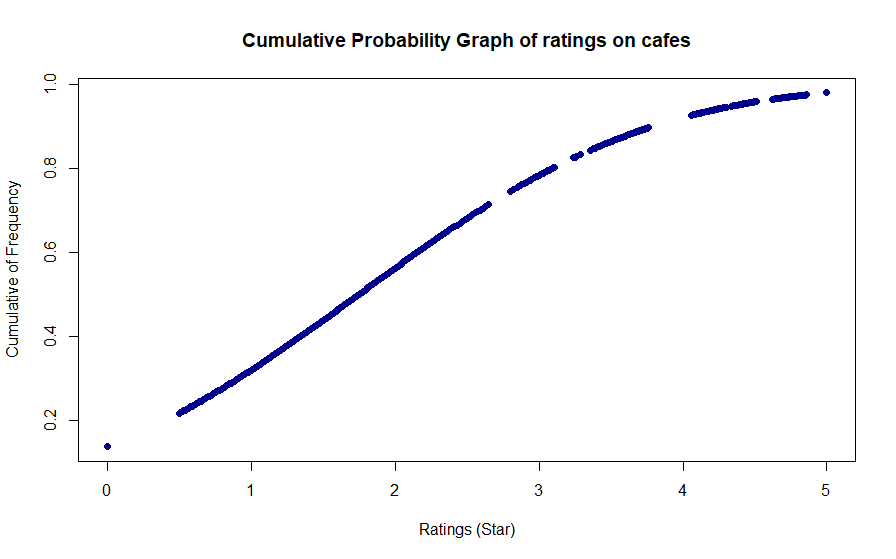 Cumulative Probability Graph of ratings on cafes
Cumulative of Frequency
1.0
0.8
0.6
0.4
0.2
0 1 2 3 4 5
Ratings (Star)